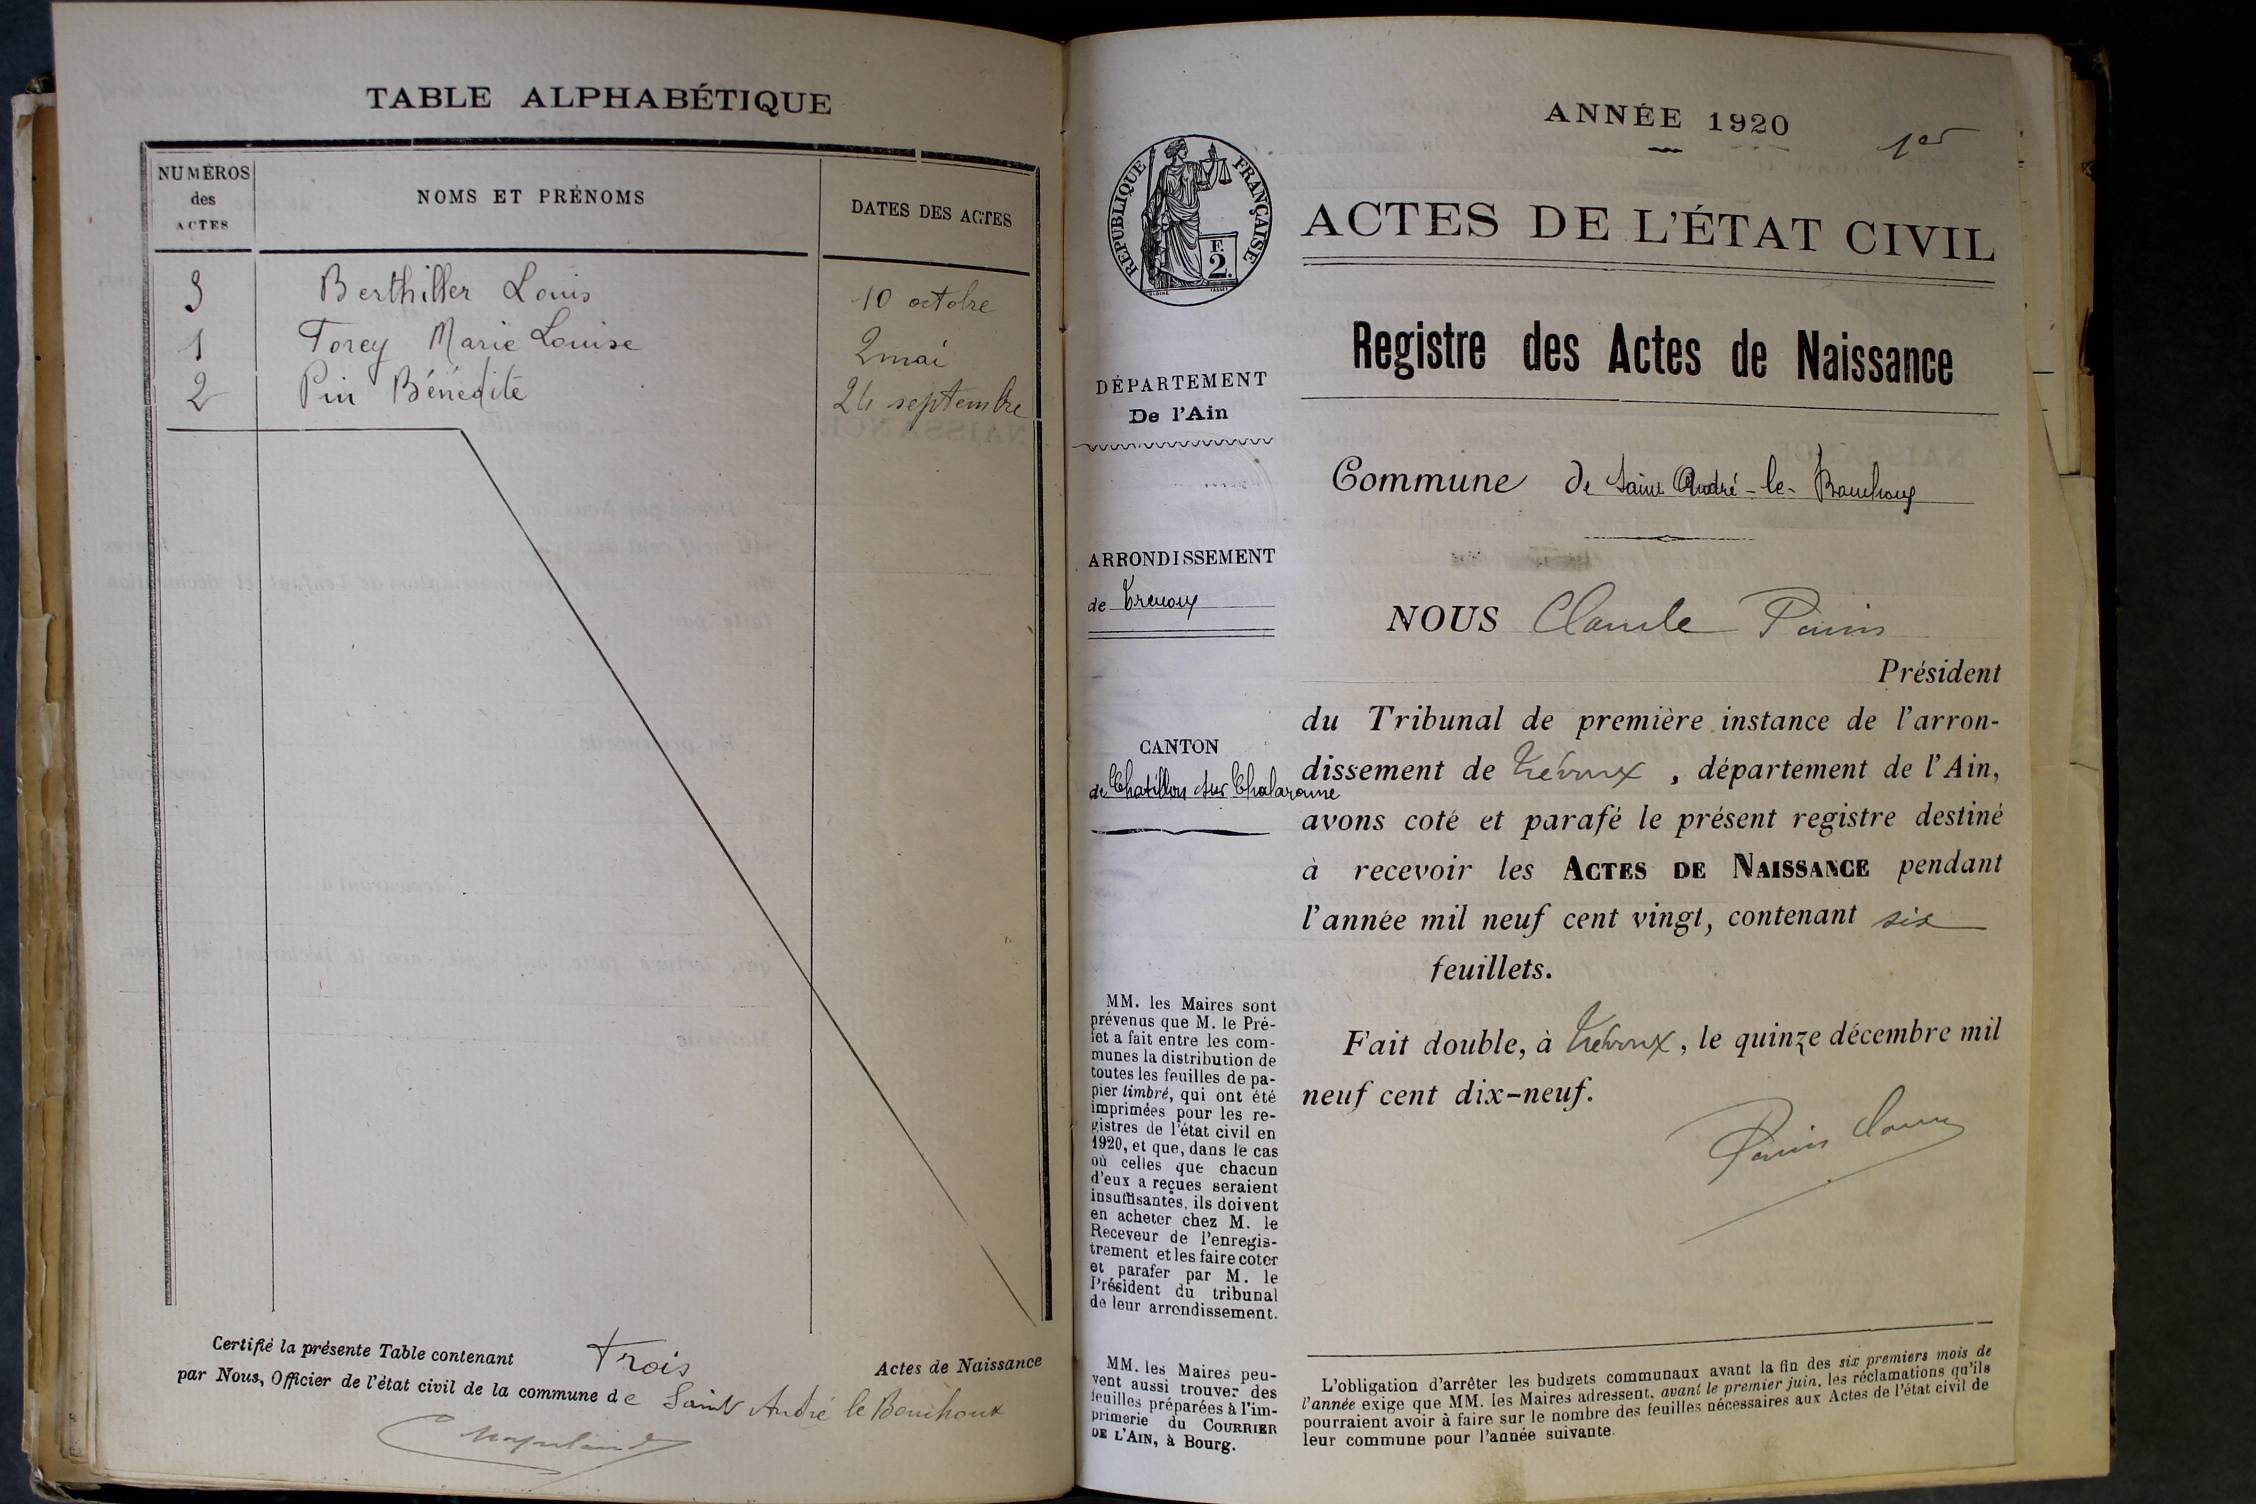 TABLE ALPHABÉTIQUE
NUMÉROS
des
ACTES
NOMS ET PRÉNOMS
DATES DES ACTES
3 Berthiller Louis 10 octobre
1 Forey Marie Louise 2 mai
2 Pin Bénédite 24 septembre
Certifié la présente Table contenant trois Actes de Naissance
par Nous, Officier de l'état civil de la commune de Saint André le Bouchoux
ANNÉE 1920
1er
RÉPUBLIQUE FRANÇAISE
F.
2.
ACTES DE L'ÉTAT CIVIL
Registre des Actes de Naissance
DÉPARTEMENT
De l'Ain
Commune de Saint André-le-Bouchoux
ARRONDISSEMENT
de Trévoux
NOUS Claude
Président
du Tribunal de première instance de l'arron-
dissement de Trévoux, département de l'Ain,
CANTON
de Chatillon sur Chalaronne
avons coté et parafé le présent registre destiné
à recevoir les ACTES DE NAISSANCE pendant
l'année mil neuf cent vingt, contenant six
feuillets.
Fait double, à Trévoux, le quinze décembre mil
neuf cent dix-neuf.
MM. les Maires sont
prévenus que M. le Pré-
fet a fait entre les com-
munes la distribution de
toutes les feuilles de pa-
pier timbré, qui ont été
imprimées pour les re-
gistres de l'état civil en
1920, et que, dans le cas
où celles que chacun
d'eux a reçues seraient
insuffisantes, ils doivent
en acheter chez M. le
Receveur de l'enregis-
trement et les faire coter
et parafer par M. le
Président du tribunal
de leur arrondissement.
MM. les Maires peu-
vent aussi trouver des
feuilles préparées à l'im-
primerie du COURRIER
DE L'AIN, à Bourg.
L'obligation d'arrêter les budgets communaux avant la fin des six premiers mois de
l'année exige que MM. les Maires adressent, avant le premier juin, les réclamations qu'ils
pourraient avoir à faire sur le nombre des feuilles nécessaires aux Actes de l'état civil de
leur commune pour l'année suivante.